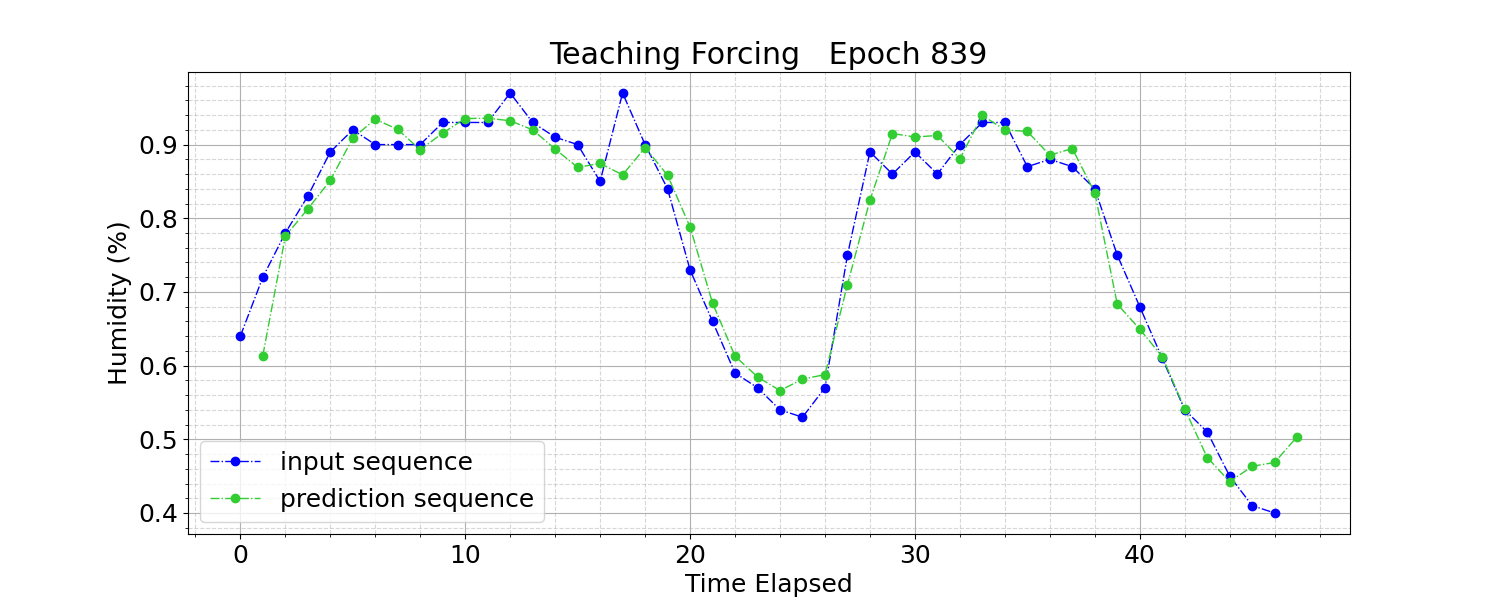 Teaching Forcing   Epoch 839
Humidity (%)
0.9
0.8
0.7
0.6
0.5
0.4
input sequence
prediction sequence
0 10 20 30 40
Time Elapsed